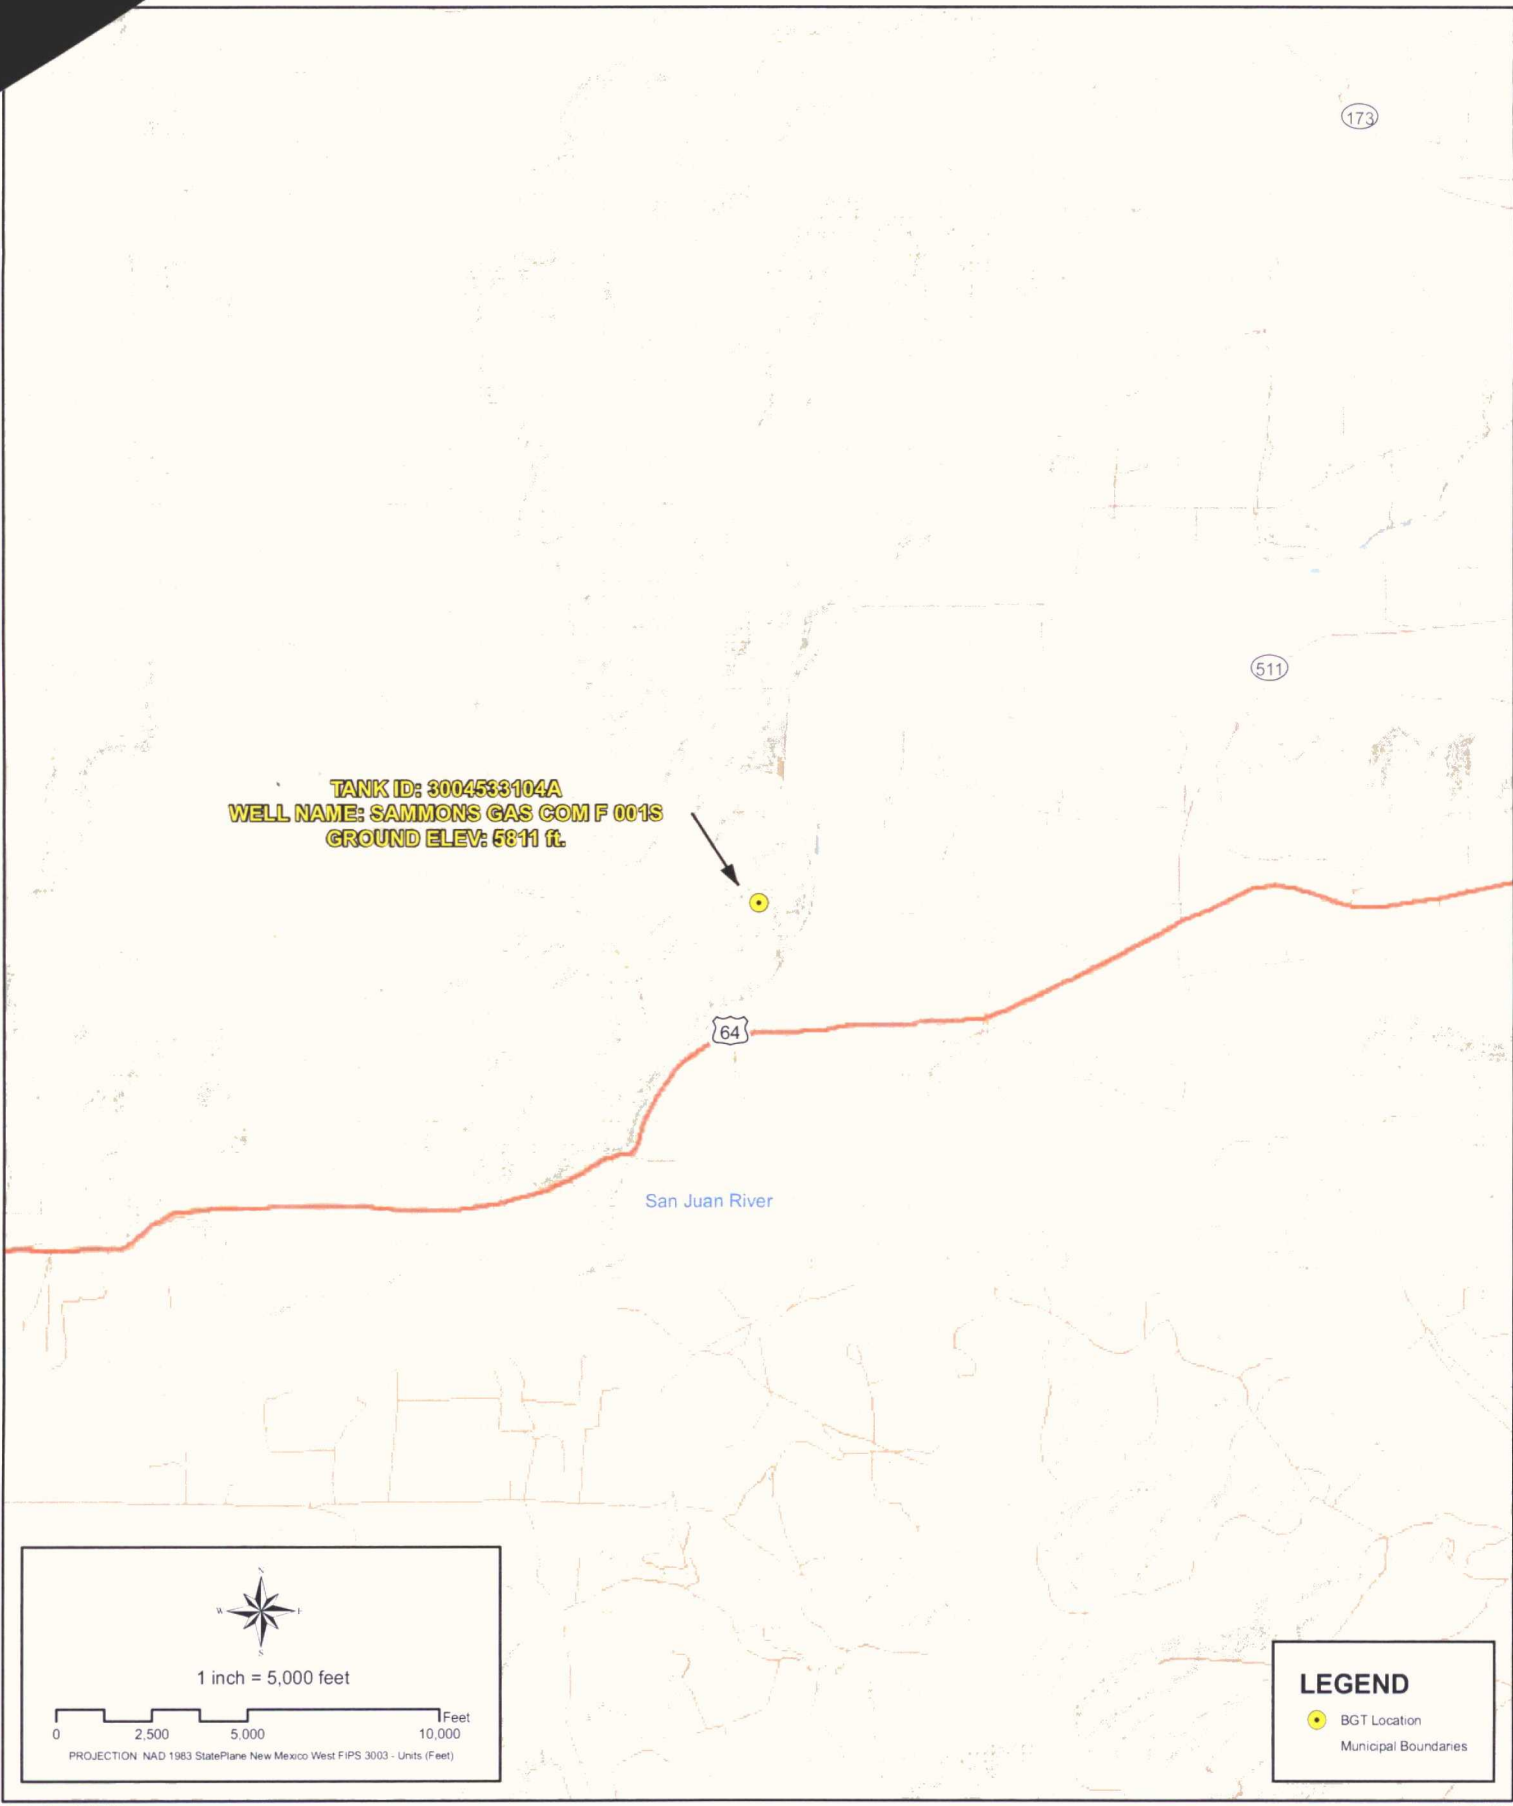 173
511
TANK ID: 3004533104A
WELL NAME: SAMMONS GAS COM F 001S
GROUND ELEV: 5811 ft.
64
San Juan River
N
W
E
S
1 inch = 5,000 feet
Feet
0 2,500 5,000 10,000
PROJECTION NAD 1983 StatePlane New Mexico West FIPS 3003 - Units (Feet)
LEGEND
BGT Location
Municipal Boundaries